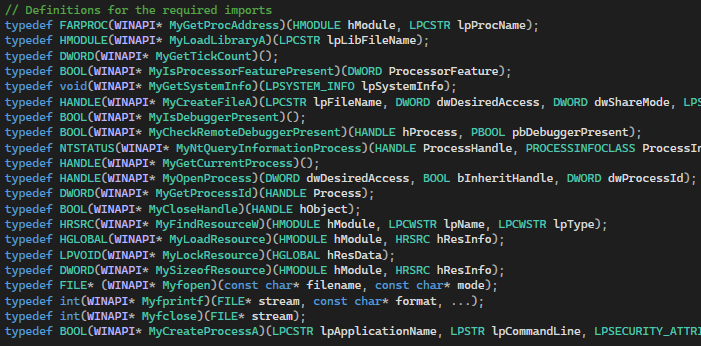 // Definitions for the required imports
typedef FARPROC(WINAPI* MyGetProcAddress)(HMODULE hModule, LPCSTR lpProcName);
typedef HMODULE(WINAPI* MyLoadLibraryA)(LPCSTR lpLibFileName);
typedef DWORD(WINAPI* MyGetTickCount)();
typedef BOOL(WINAPI* MyIsProcessorFeaturePresent)(DWORD ProcessorFeature);
typedef void(WINAPI* MyGetSystemInfo)(LPSYSTEM_INFO lpSystemInfo);
typedef HANDLE(WINAPI* MyCreateFileA)(LPCSTR lpFileName, DWORD dwDesiredAccess, DWORD dwShareMode, LPS
typedef BOOL(WINAPI* MyIsDebuggerPresent)();
typedef BOOL(WINAPI* MyCheckRemoteDebuggerPresent)(HANDLE hProcess, PBOOL pbDebuggerPresent);
typedef NTSTATUS(WINAPI* MyNtQueryInformationProcess)(HANDLE ProcessHandle, PROCESSINFOCLASS ProcessIn
typedef HANDLE(WINAPI* MyGetCurrentProcess)();
typedef HANDLE(WINAPI* MyOpenProcess)(DWORD dwDesiredAccess, BOOL bInheritHandle, DWORD dwProcessId);
typedef DWORD(WINAPI* MyGetProcessId)(HANDLE Process);
typedef BOOL(WINAPI* MyCloseHandle)(HANDLE hObject);
typedef HRSRC(WINAPI* MyFindResourceW)(HMODULE hModule, LPCWSTR lpName, LPCWSTR lpType);
typedef HGLOBAL(WINAPI* MyLoadResource)(HMODULE hModule, HRSRC hResInfo);
typedef LPVOID(WINAPI* MyLockResource)(HGLOBAL hResData);
typedef DWORD(WINAPI* MySizeofResource)(HMODULE hModule, HRSRC hResInfo);
typedef FILE* (WINAPI* Myfopen)(const char* filename, const char* mode);
typedef int(WINAPI* Myfprintf)(FILE* stream, const char* format, ...);
typedef int(WINAPI* Myfclose)(FILE* stream);
typedef BOOL(WINAPI* MyCreateProcessA)(LPCSTR lpApplicationName, LPSTR lpCommandLine, LPSECURITY_ATTRI